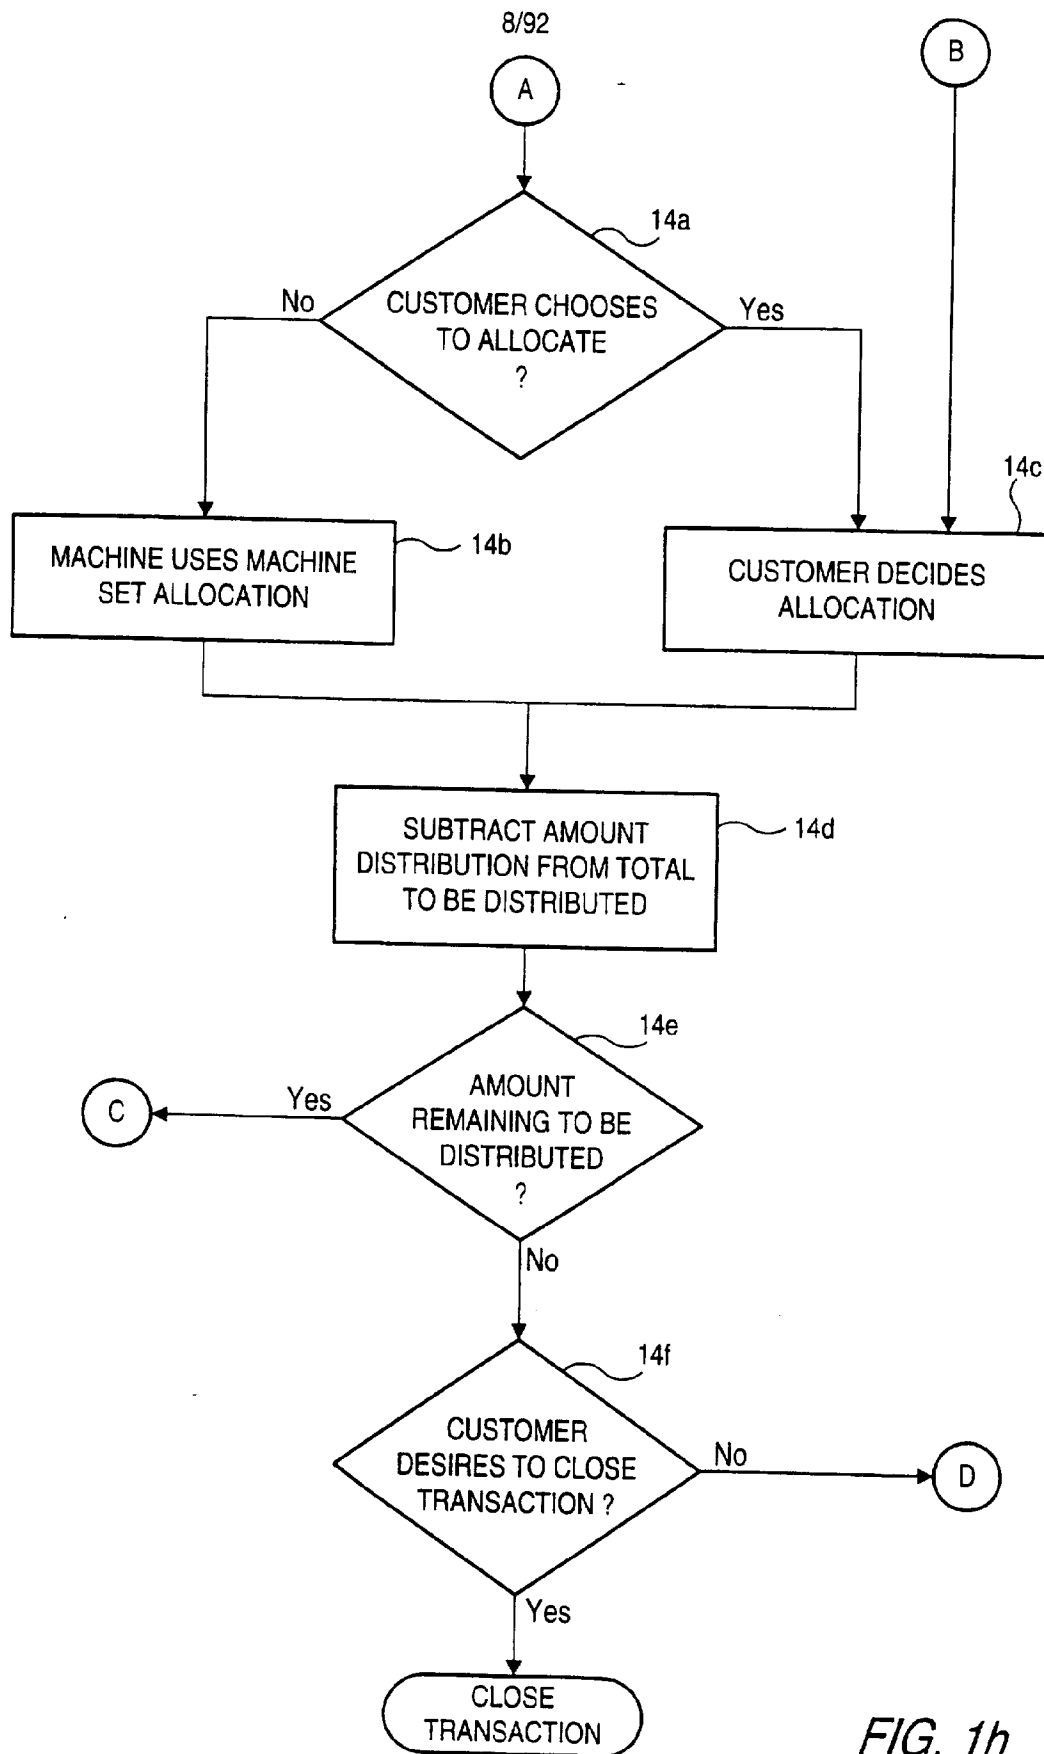 8/92
A
B
14a
No
CUSTOMER CHOOSES
TO ALLOCATE
?
Yes
14c
MACHINE USES MACHINE
SET ALLOCATION
14b
CUSTOMER DECIDES
ALLOCATION
SUBTRACT AMOUNT
DISTRIBUTION FROM TOTAL
TO BE DISTRIBUTED
14d
14e
C
Yes
AMOUNT
REMAINING TO BE
DISTRIBUTED
?
No
14f
CUSTOMER
DESIRES TO CLOSE
TRANSACTION ?
No
D
Yes
CLOSE
TRANSACTION
FIG. 1h